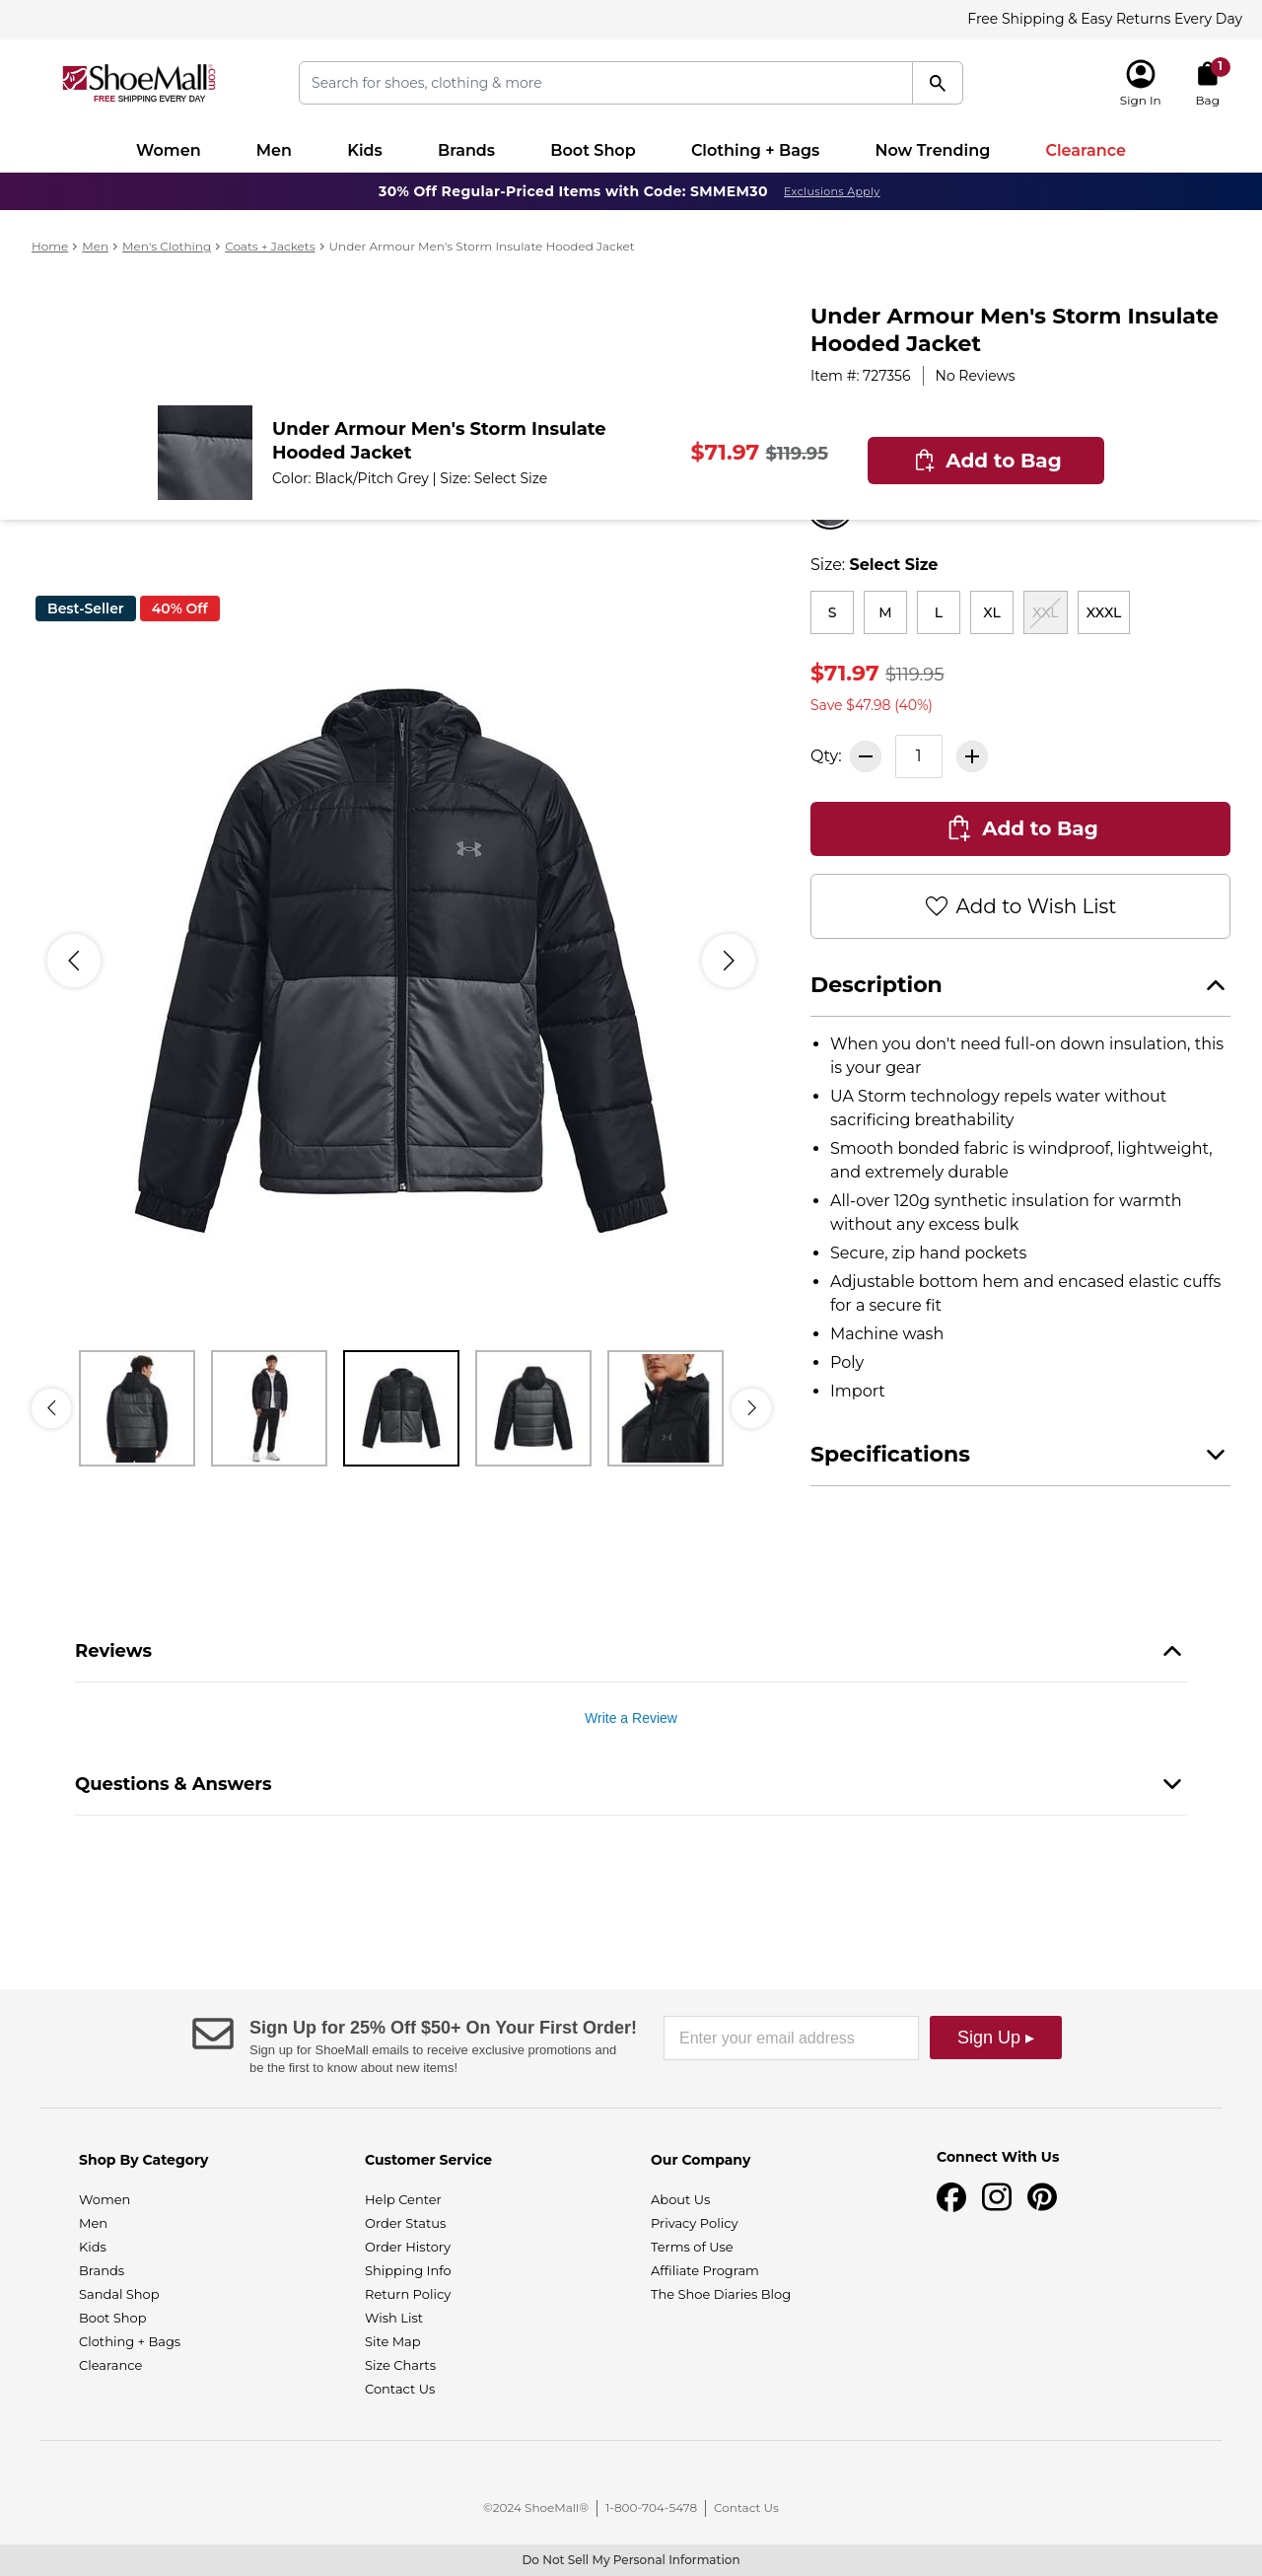 Free Shipping & Easy Returns Every Day
ShoeMall.com
FREE SHIPPING EVERY DAY
Search for shoes, clothing & more
Sign In
1
Bag
Women
Men
Kids
Brands
Boot Shop
Clothing + Bags
Now Trending
Clearance
30% Off Regular-Priced Items with Code: SMMEM30 Exclusions Apply
Home > Men > Men's Clothing > Coats + Jackets > Under Armour Men's Storm Insulate Hooded Jacket
Under Armour Men's Storm Insulate
Hooded Jacket
Item #: 727356 | No Reviews
Under Armour Men's Storm Insulate
Hooded Jacket
Color: Black/Pitch Grey | Size: Select Size
$71.97 $119.95
Add to Bag
Best-Seller
40% Off
Size: Select Size
S
M
L
XL
XXL
XXXL
$71.97 $119.95
Save $47.98 (40%)
Qty:
1
Add to Bag
Add to Wish List
Description
• When you don't need full-on down insulation, this
is your gear
• UA Storm technology repels water without
sacrificing breathability
• Smooth bonded fabric is windproof, lightweight,
and extremely durable
• All-over 120g synthetic insulation for warmth
without any excess bulk
• Secure, zip hand pockets
• Adjustable bottom hem and encased elastic cuffs
for a secure fit
• Machine wash
• Poly
• Import
Specifications
Reviews
Write a Review
Questions & Answers
Sign Up for 25% Off $50+ On Your First Order!
Sign up for ShoeMall emails to receive exclusive promotions and
be the first to know about new items!
Enter your email address
Sign Up ▸
Shop By Category
Women
Men
Kids
Brands
Sandal Shop
Boot Shop
Clothing + Bags
Clearance
Customer Service
Help Center
Order Status
Order History
Shipping Info
Return Policy
Wish List
Site Map
Size Charts
Contact Us
Our Company
About Us
Privacy Policy
Terms of Use
Affiliate Program
The Shoe Diaries Blog
Connect With Us
©2024 ShoeMall® | 1-800-704-5478 | Contact Us
Do Not Sell My Personal Information